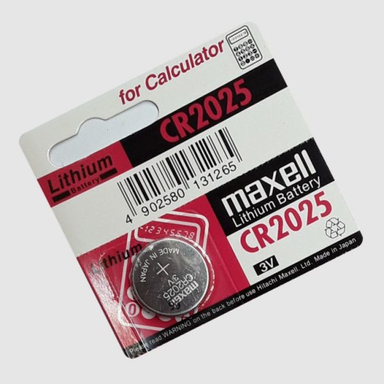 for Calculator
CR2025
Lithium
Battery
4 902580 131265
maxell
Lithium Battery
CR2025
3V
-12345678
Lithium
MADE IN JAPAN
maxell
CR2025
3V
Please read WARNING on the back before use Hitachi Maxell, Ltd. Made in Japan